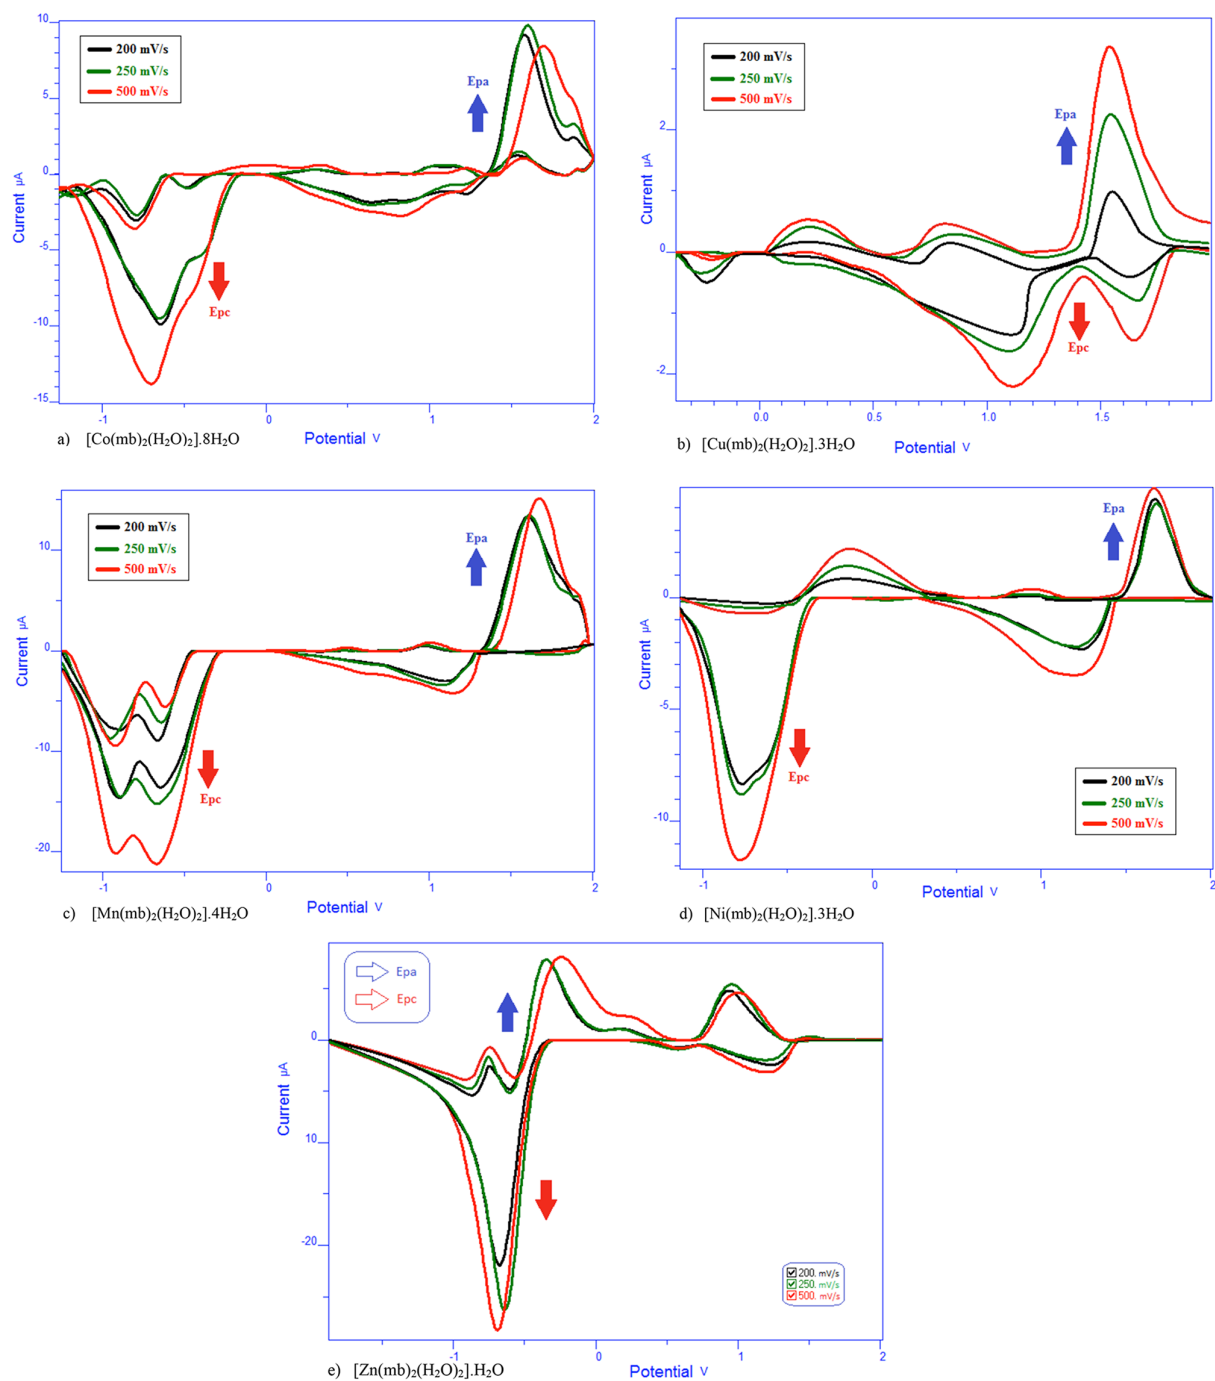 10
5
0
-5
-10
-15
Current µA
200 mV/s
250 mV/s
500 mV/s
Epa
Epc
-1
0
1
2
Potential V
a) [Co(mb)₂(H₂O)₂].8H₂O
2
0
-2
Current µA
200 mV/s
250 mV/s
500 mV/s
Epa
Epc
0.0
0.5
1.0
1.5
Potential V
b) [Cu(mb)₂(H₂O)₂].3H₂O
10
0
-10
-20
Current µA
200 mV/s
250 mV/s
500 mV/s
Epa
Epc
-1
0
1
2
Potential V
c) [Mn(mb)₂(H₂O)₂].4H₂O
0
-5
-10
Current µA
Epa
Epc
200 mV/s
250 mV/s
500 mV/s
-1
0
1
2
Potential V
d) [Ni(mb)₂(H₂O)₂].3H₂O
0
10
-20
Current µA
Epa
Epc
200. mV/s
250. mV/s
500. mV/s
-1
0
1
2
Potential V
e) [Zn(mb)₂(H₂O)₂].H₂O